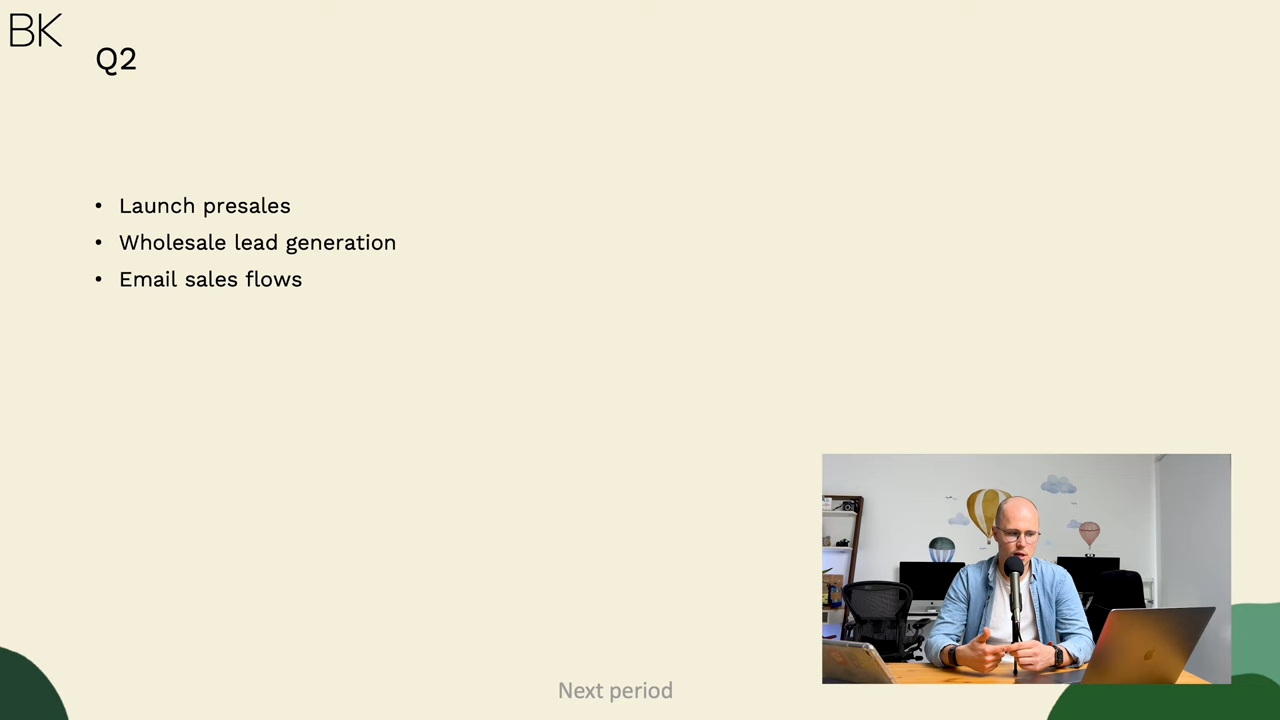 BK
Q2
• Launch presales
• Wholesale lead generation
• Email sales flows
Next period